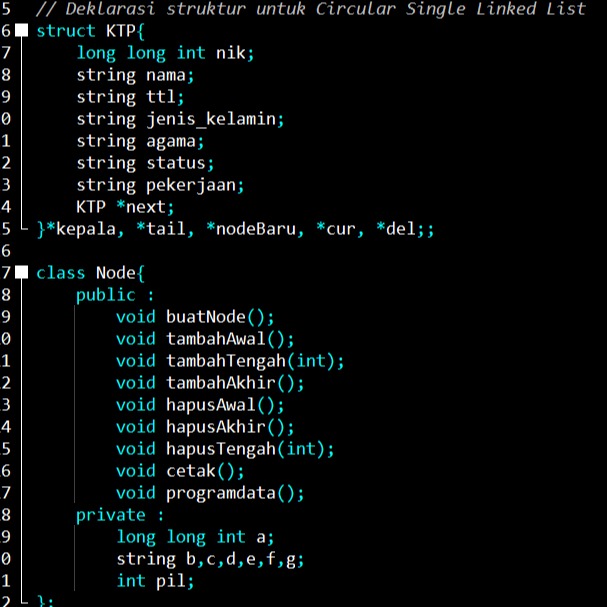 5 // Deklarasi struktur untuk Circular Single Linked List
6 struct KTP{
7 long long int nik;
8 string nama;
9 string ttl;
0 string jenis_kelamin;
1 string agama;
2 string status;
3 string pekerjaan;
4 KTP *next;
5 }*kepala, *tail, *nodeBaru, *cur, *del;;
6
7 class Node{
8 public :
9 void buatNode();
0 void tambahAwal();
1 void tambahTengah(int);
2 void tambahAkhir();
3 void hapusAwal();
4 void hapusAkhir();
5 void hapusTengah(int);
6 void cetak();
7 void programdata();
8 private :
9 long long int a;
0 string b,c,d,e,f,g;
1 int pil;
2 };